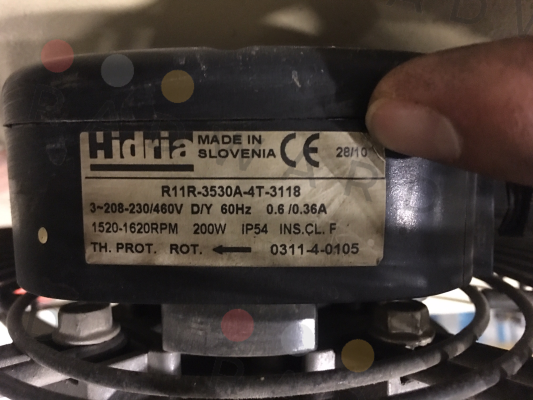 Hidria MADE IN SLOVENIA CE 28/10
R11R-3530A-4T-3118
3~208-230/460V D/Y 60Hz 0.6/0.36A
1520-1620RPM 200W IP54 INS.CL. F
TH. PROT. ROT. ← 0311-4-0105